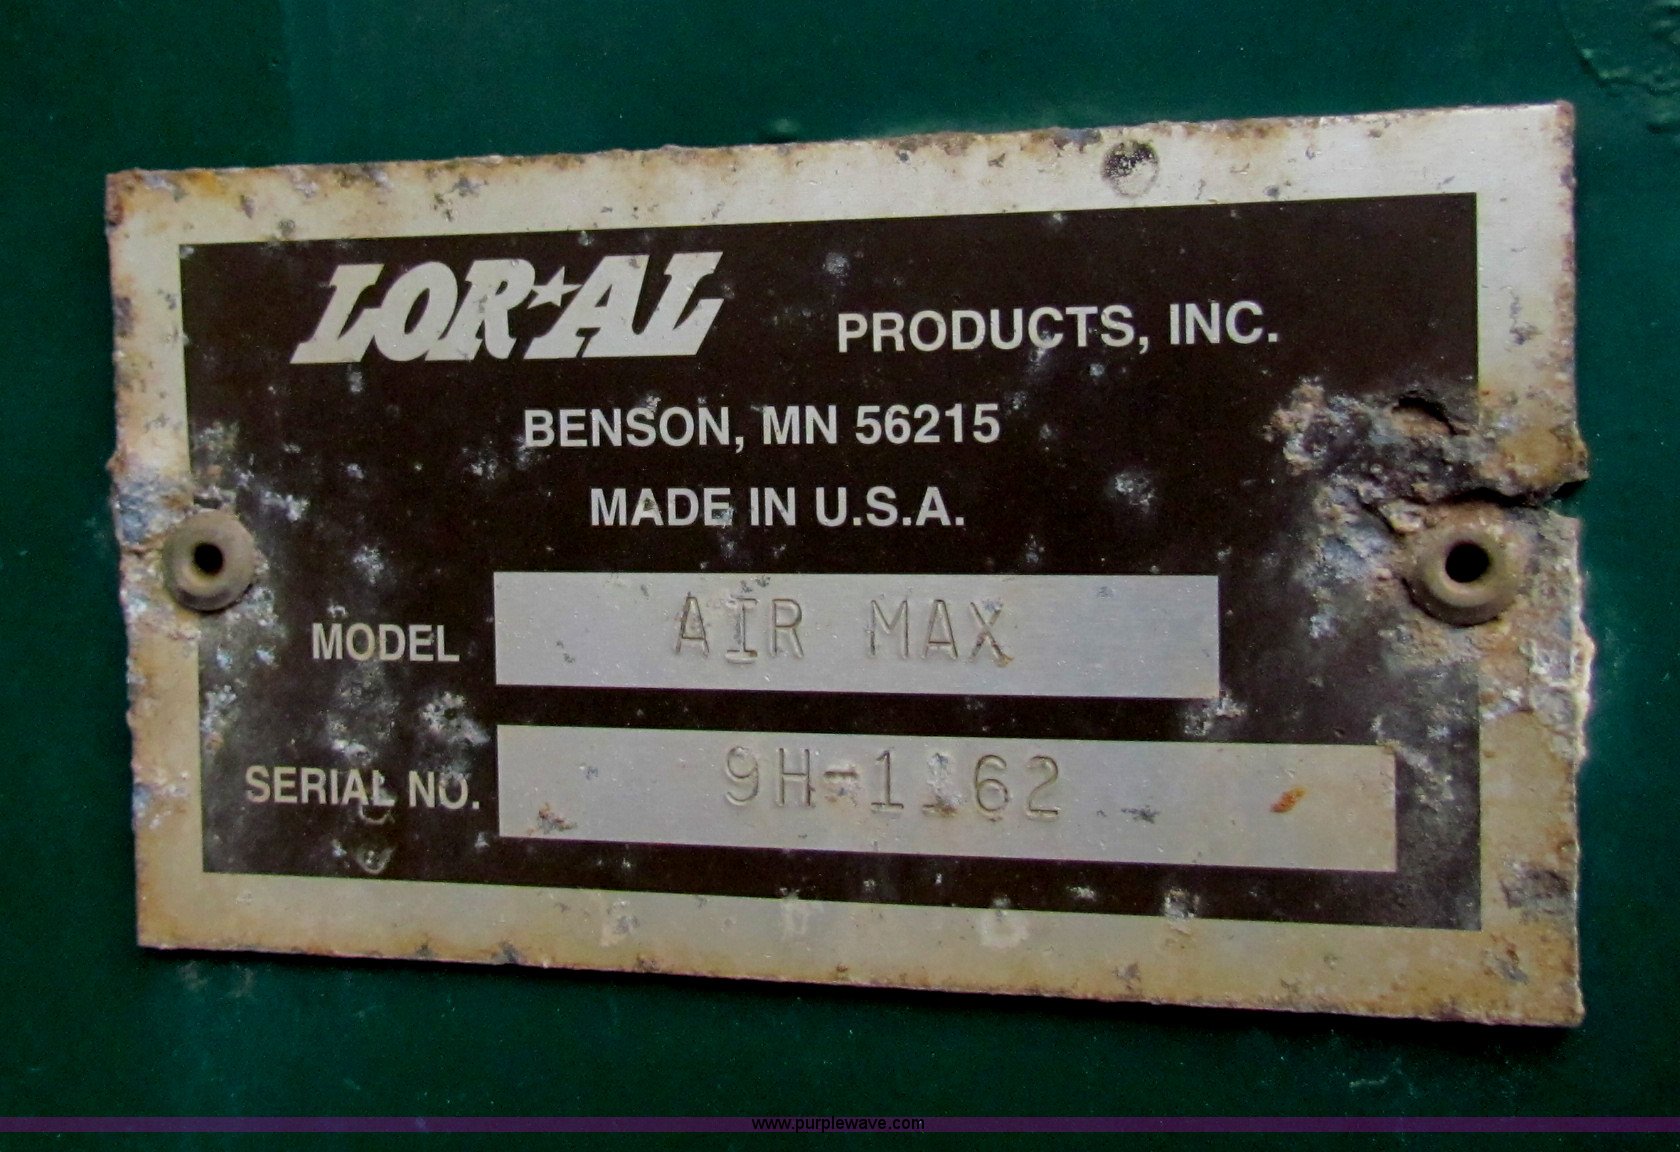 LOR★AL PRODUCTS, INC.
BENSON, MN 56215
MADE IN U.S.A.
MODEL AIR MAX
SERIAL NO. 9H-1162
www.purplewave.com